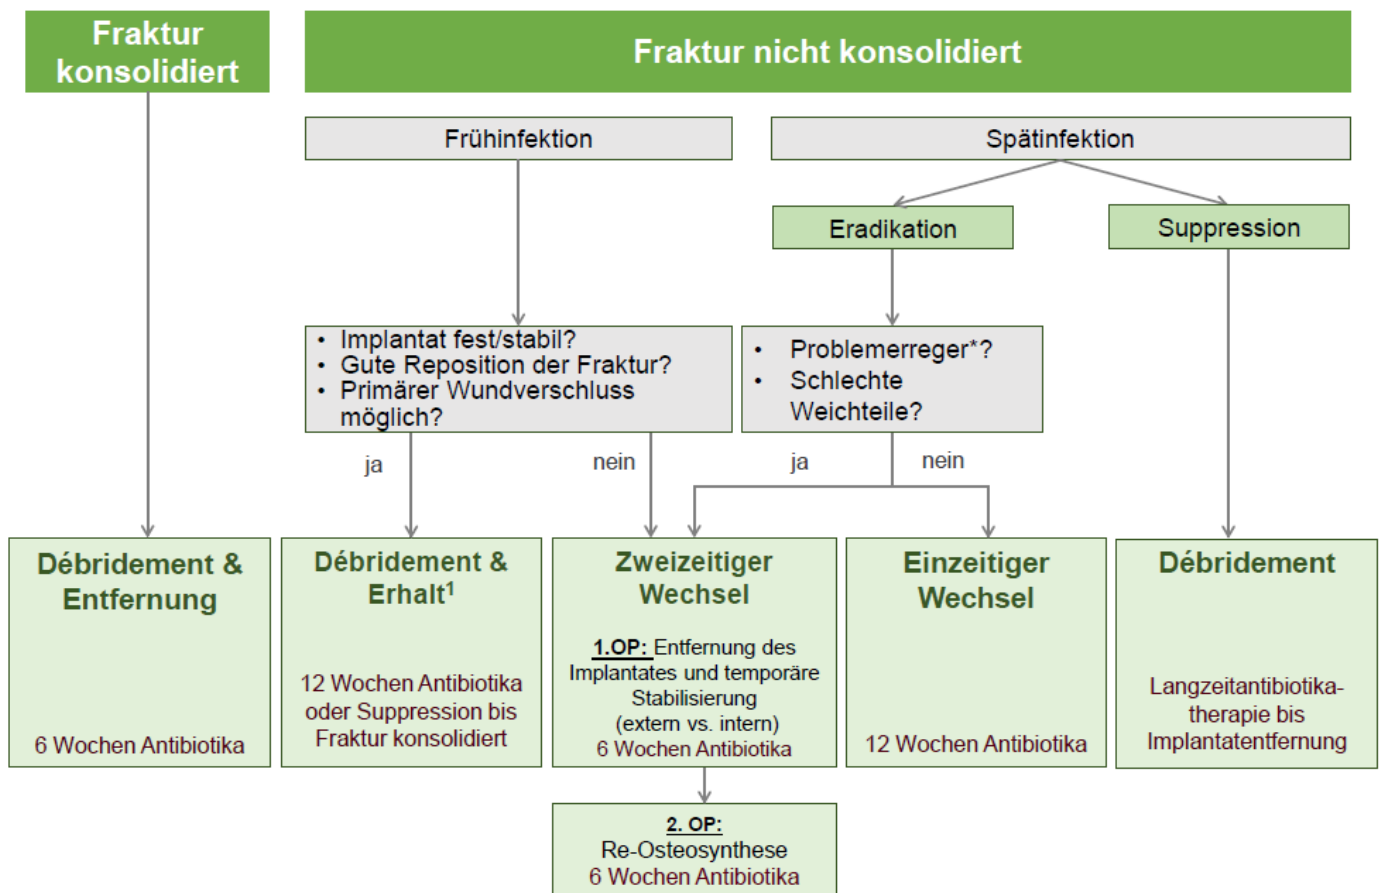 Fraktur
konsolidiert
Fraktur nicht konsolidiert
Frühinfektion
Spätinfektion
Eradikation
Suppression
• Implantat fest/stabil?
• Gute Reposition der Fraktur?
• Primärer Wundverschluss
möglich?
• Problemerreger*?
• Schlechte
Weichteile?
ja
nein
ja
nein
Débridement &
Entfernung
6 Wochen Antibiotika
Débridement &
Erhalt¹
12 Wochen Antibiotika
oder Suppression bis
Fraktur konsolidiert
Zweizeitiger
Wechsel
1.OP: Entfernung des
Implantates und temporäre
Stabilisierung
(extern vs. intern)
6 Wochen Antibiotika
Einzeitiger
Wechsel
12 Wochen Antibiotika
Débridement
Langzeitantibiotika-
therapie bis
Implantatentfernung
2. OP:
Re-Osteosynthese
6 Wochen Antibiotika